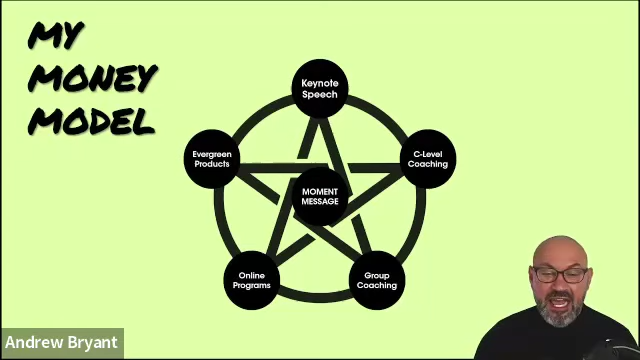 MY
MONEY
MODEL
Keynote
Speech
Evergreen
Products
C-Level
Coaching
MOMENT
MESSAGE
Online
Programs
Group
Coaching
Andrew Bryant